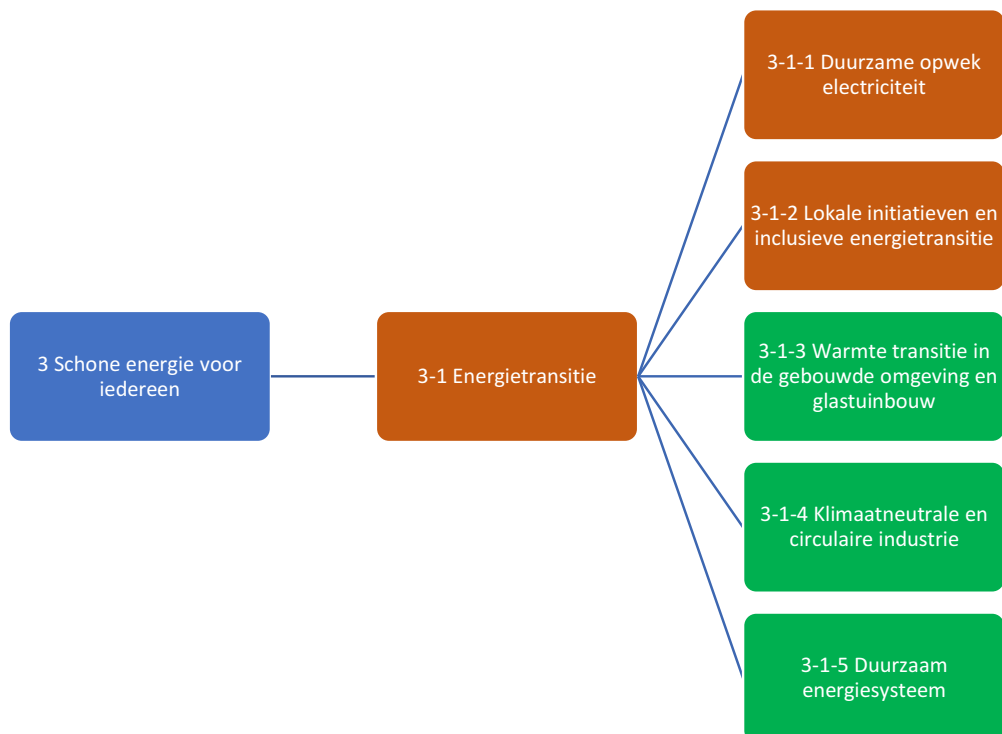 3 Schone energie voor
iedereen
3-1 Energietransitie
3-1-1 Duurzame opwek
electriciteit
3-1-2 Lokale initiatieven en
inclusieve energietransitie
3-1-3 Warmte transitie in
de gebouwde omgeving en
glastuinbouw
3-1-4 Klimaatneutrale en
circulaire industrie
3-1-5 Duurzaam
energiesysteem